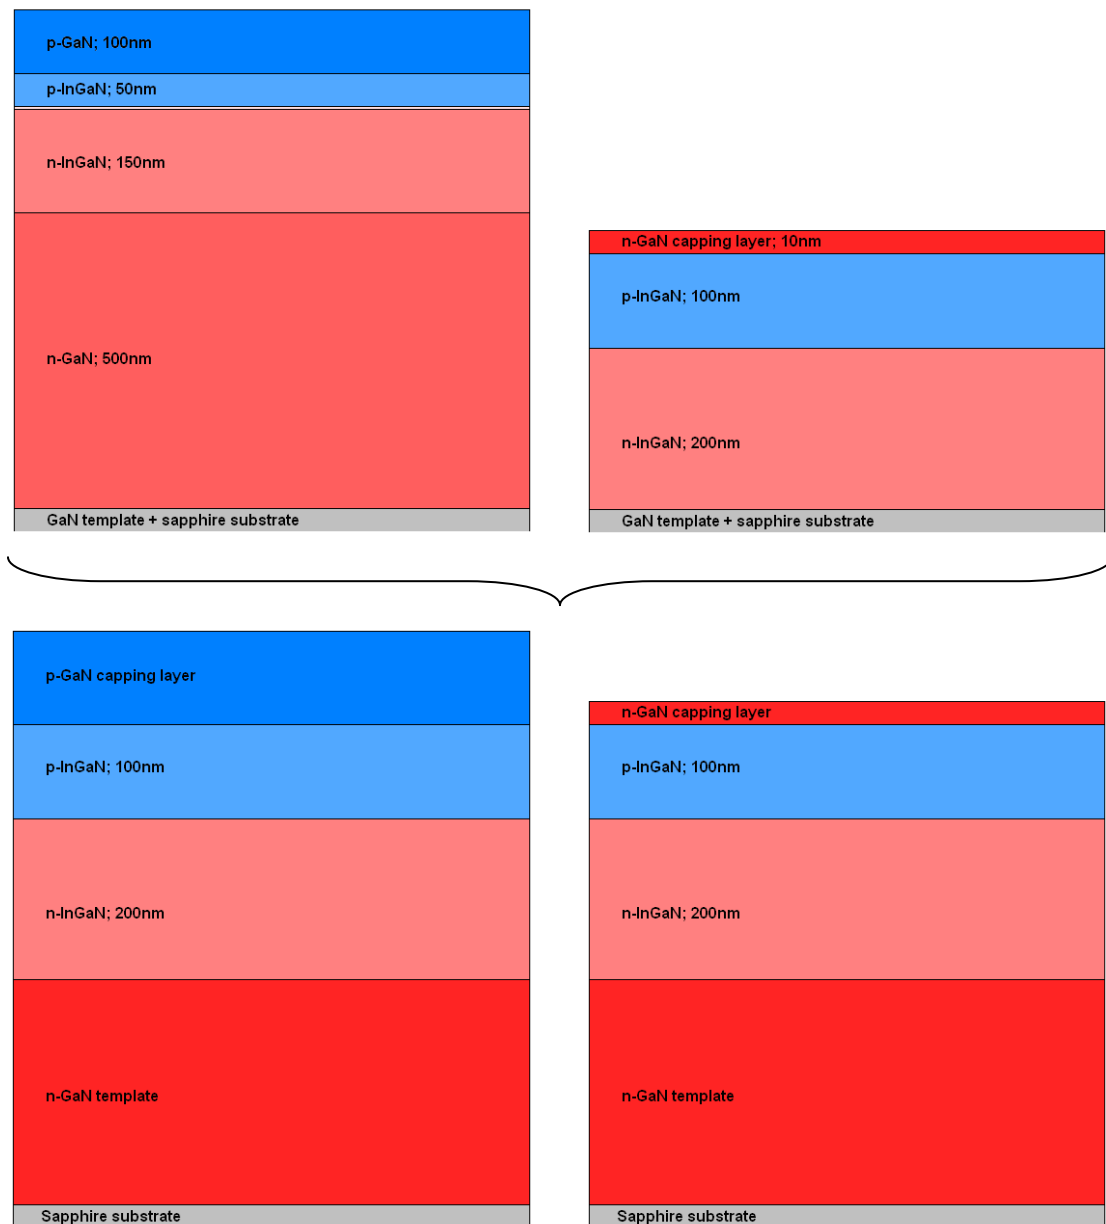 p-GaN; 100nm
p-InGaN; 50nm
n-InGaN; 150nm
n-GaN; 500nm
GaN template + sapphire substrate
n-GaN capping layer; 10nm
p-InGaN; 100nm
n-InGaN; 200nm
GaN template + sapphire substrate
p-GaN capping layer
p-InGaN; 100nm
n-InGaN; 200nm
n-GaN template
Sapphire substrate
n-GaN capping layer
p-InGaN; 100nm
n-InGaN; 200nm
n-GaN template
Sapphire substrate